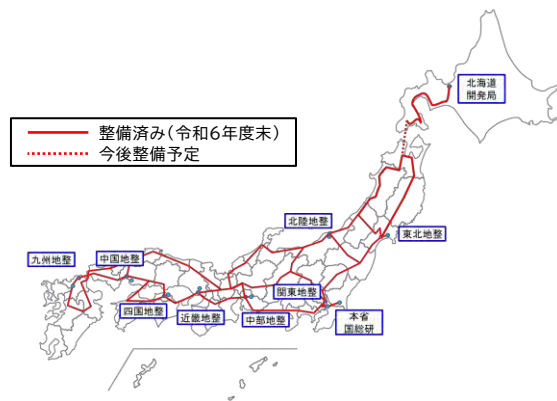 北海道
開発局
整備済み(令和6年度末)
今後整備予定
北陸地整
東北地整
九州地整
中国地整
関東地整
四国地整
近畿地整
中部地整
本省
国総研